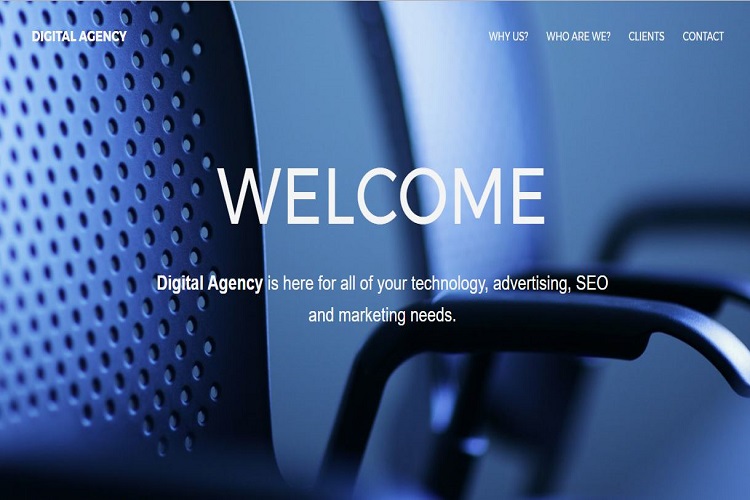 DIGITAL AGENCY
WHY US? WHO ARE WE? CLIENTS CONTACT
WELCOME
Digital Agency is here for all of your technology, advertising, SEO
and marketing needs.